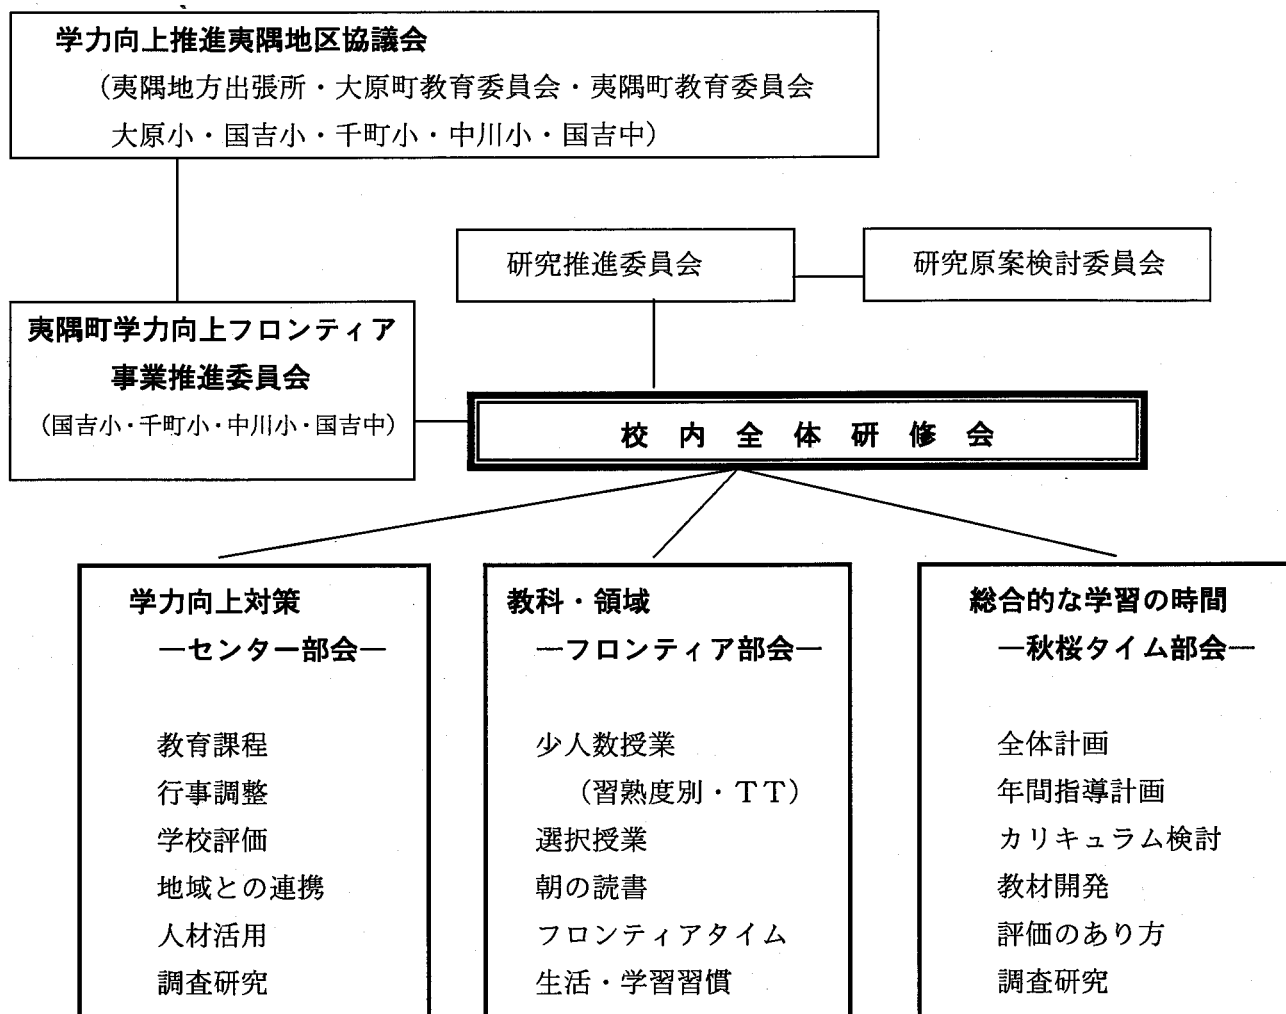 学力向上推進夷隅地区協議会
（夷隅地方出張所・大原町教育委員会・夷隅町教育委員会
大原小・国吉小・千町小・中川小・国吉中）
研究推進委員会
研究原案検討委員会
夷隅町学力向上フロンティア
事業推進委員会
（国吉小・千町小・中川小・国吉中）
校内全体研修会
学力向上対策
―センター部会―
教育課程
行事調整
学校評価
地域との連携
人材活用
調査研究
教科・領域
―フロンティア部会―
少人数授業
（習熟度別・ＴＴ）
選択授業
朝の読書
フロンティアタイム
生活・学習習慣
総合的な学習の時間
―秋桜タイム部会―
全体計画
年間指導計画
カリキュラム検討
教材開発
評価のあり方
調査研究